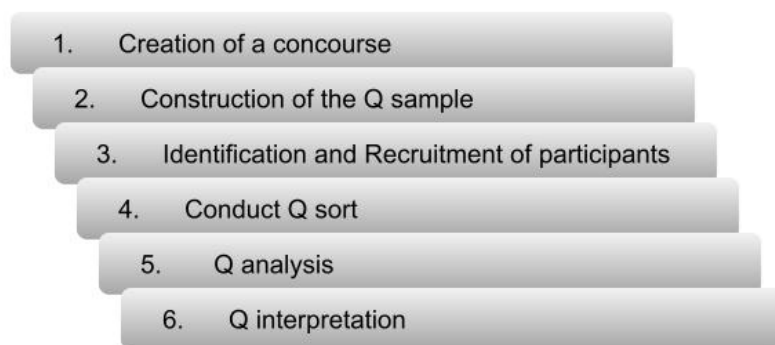 1. Creation of a concourse
2. Construction of the Q sample
3. Identification and Recruitment of participants
4. Conduct Q sort
5. Q analysis
6. Q interpretation